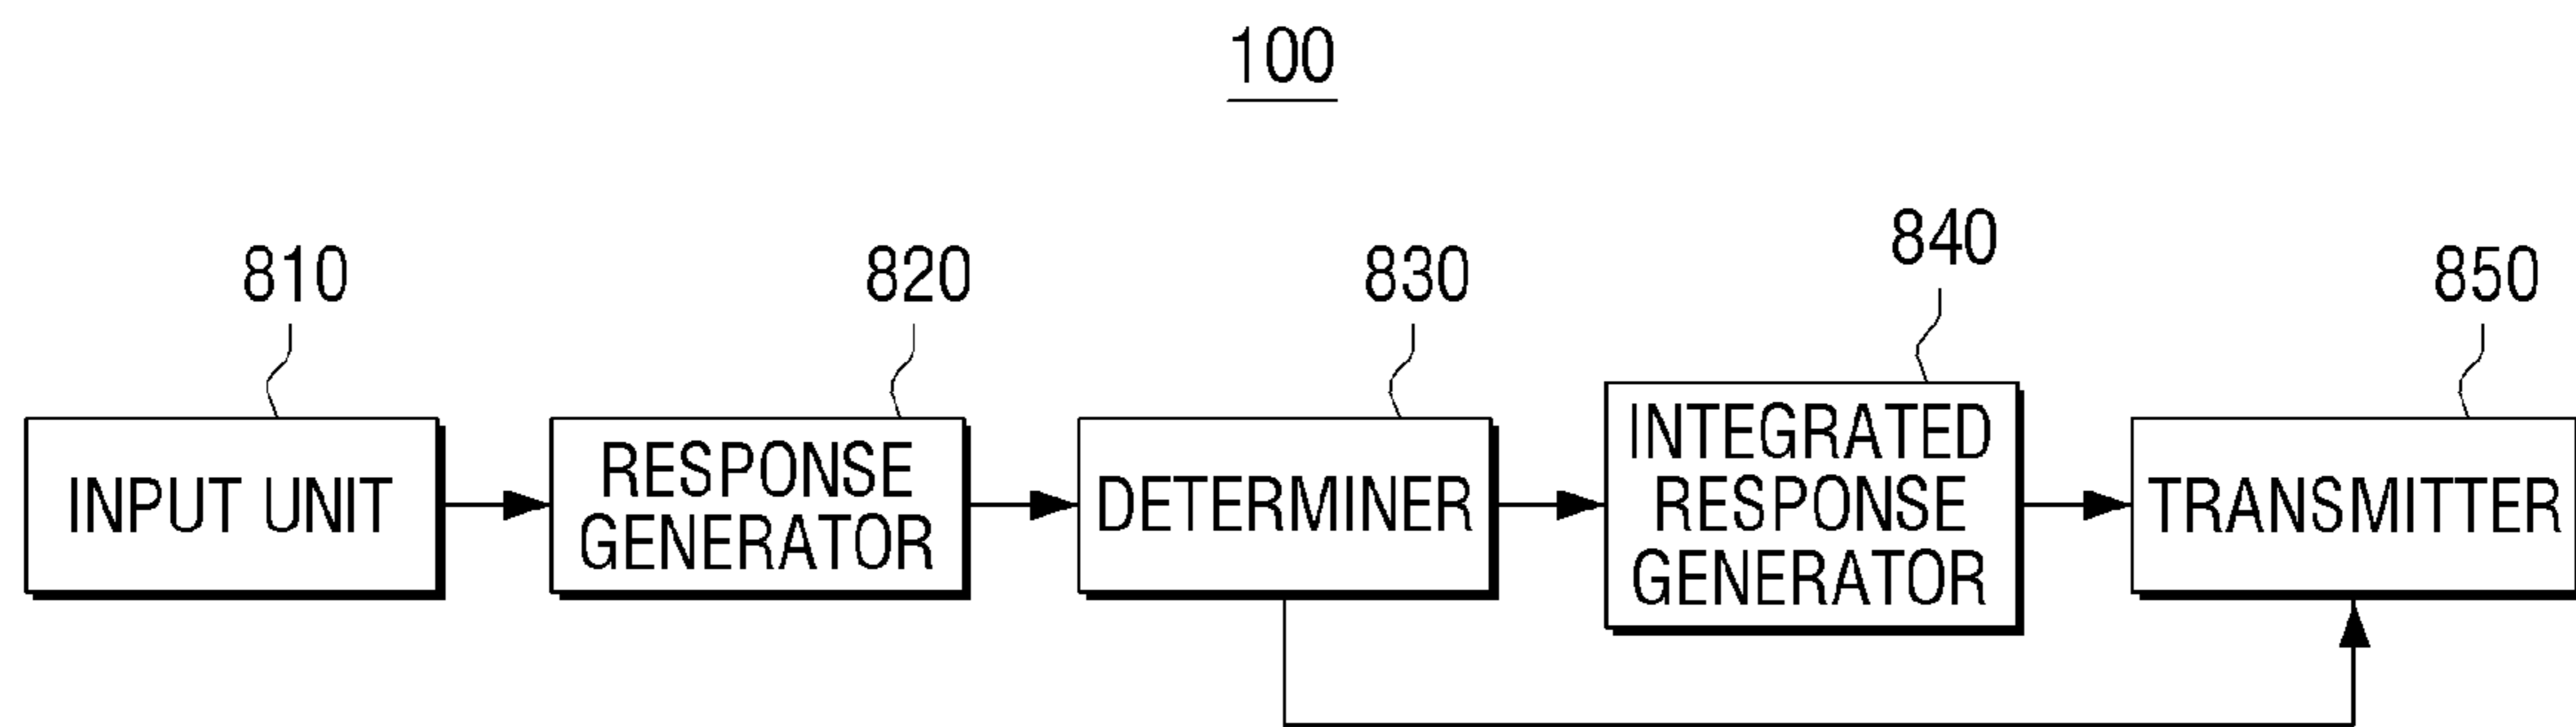 100
810
820
830
840
850
INPUT UNIT
RESPONSE
GENERATOR
DETERMINER
INTEGRATED
RESPONSE
GENERATOR
TRANSMITTER